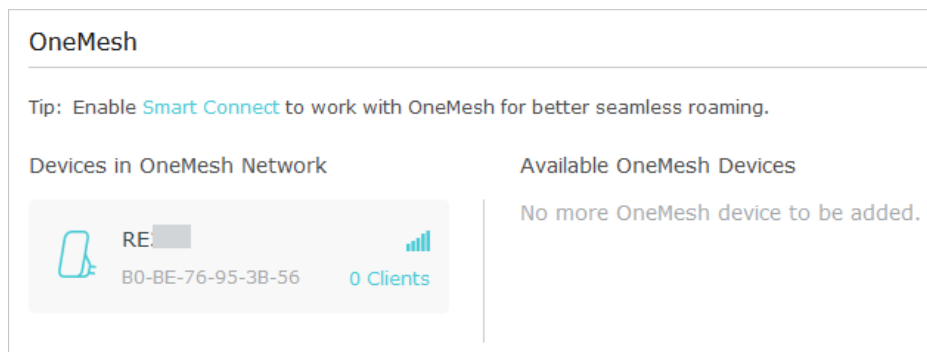 OneMesh
Tip: Enable Smart Connect to work with OneMesh for better seamless roaming.
Devices in OneMesh Network
RE
B0-BE-76-95-3B-56
0 Clients
Available OneMesh Devices
No more OneMesh device to be added.